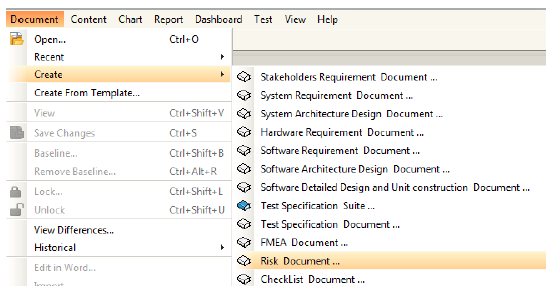 Document Content Chart Report Dashboard Test View Help
Open... Ctrl+O
Recent
Create
Create From Template...
View Ctrl+Shift+V
Save Changes Ctrl+S
Baseline... Ctrl+Shift+B
Remove Baseline... Ctrl+Alt+R
Lock... Ctrl+Shift+L
Unlock Ctrl+Shift+U
View Differences...
Historical
Edit in Word...
Import
Stakeholders Requirement Document ...
System Requirement Document ...
System Architecture Design Document ...
Hardware Requirement Document ...
Software Requirement Document ...
Software Architecture Design Document ...
Software Detailed Design and Unit construction Document ...
Test Specification Suite ...
Test Specification Document ...
FMEA Document ...
Risk Document ...
CheckList Document ...